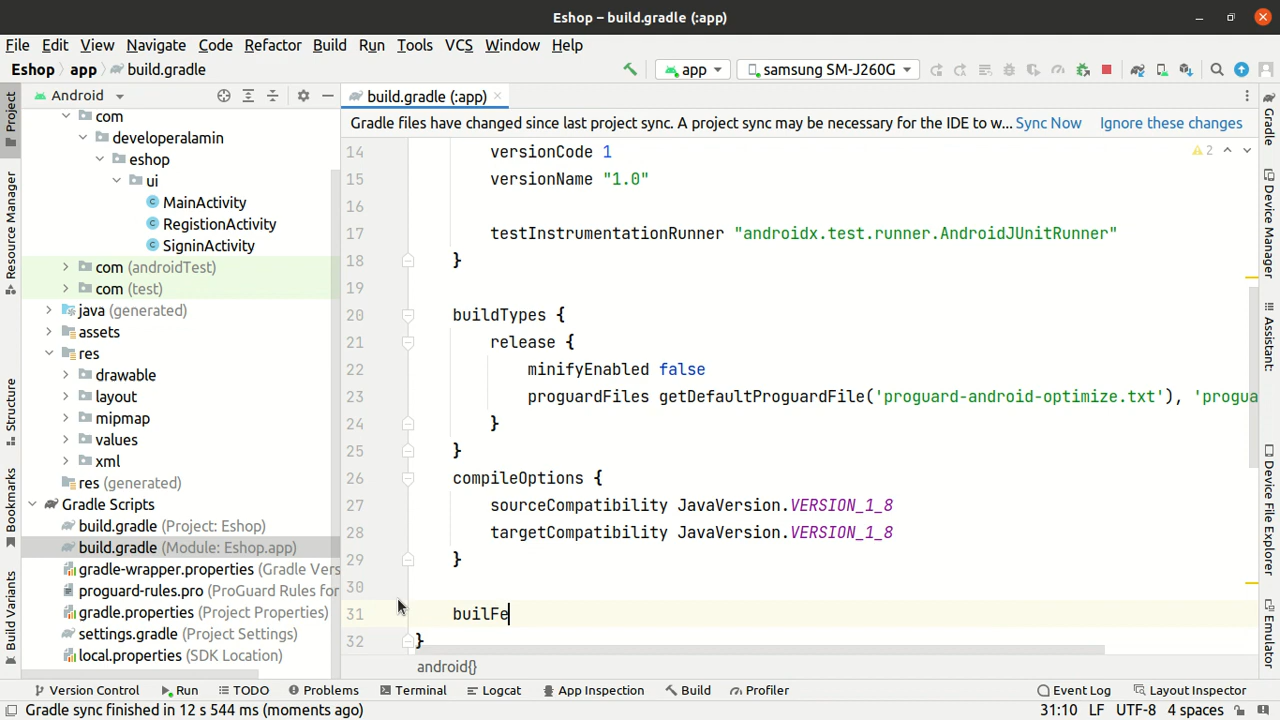 Eshop – build.gradle (:app)
File Edit View Navigate Code Refactor Build Run Tools VCS Window Help
Eshop app build.gradle app samsung SM-J260G
Android build.gradle (:app)
Gradle files have changed since last project sync. A project sync may be necessary for the IDE to w... Sync Now Ignore these changes
com
developeralamin
eshop
ui
MainActivity
RegistionActivity
SigninActivity
com (androidTest)
com (test)
java (generated)
assets
res
drawable
layout
mipmap
values
xml
res (generated)
Gradle Scripts
build.gradle (Project: Eshop)
build.gradle (Module: Eshop.app)
gradle-wrapper.properties (Gradle Vers
proguard-rules.pro (ProGuard Rules for
gradle.properties (Project Properties)
settings.gradle (Project Settings)
local.properties (SDK Location)
14 versionCode 1
15 versionName "1.0"
16
17 testInstrumentationRunner "androidx.test.runner.AndroidJUnitRunner"
18 }
19
20 buildTypes {
21 release {
22 minifyEnabled false
23 proguardFiles getDefaultProguardFile('proguard-android-optimize.txt'), 'progua
24 }
25 }
26 compileOptions {
27 sourceCompatibility JavaVersion.VERSION_1_8
28 targetCompatibility JavaVersion.VERSION_1_8
29 }
30
31 builFe
32 }
android{}
2
Project
Resource Manager
Structure
Bookmarks
Build Variants
Gradle
Device Manager
Assistant:
Device File Explorer
Emulator
Version Control Run TODO Problems Terminal Logcat App Inspection Build Profiler Event Log Layout Inspector
Gradle sync finished in 12 s 544 ms (moments ago) 31:10 LF UTF-8 4 spaces